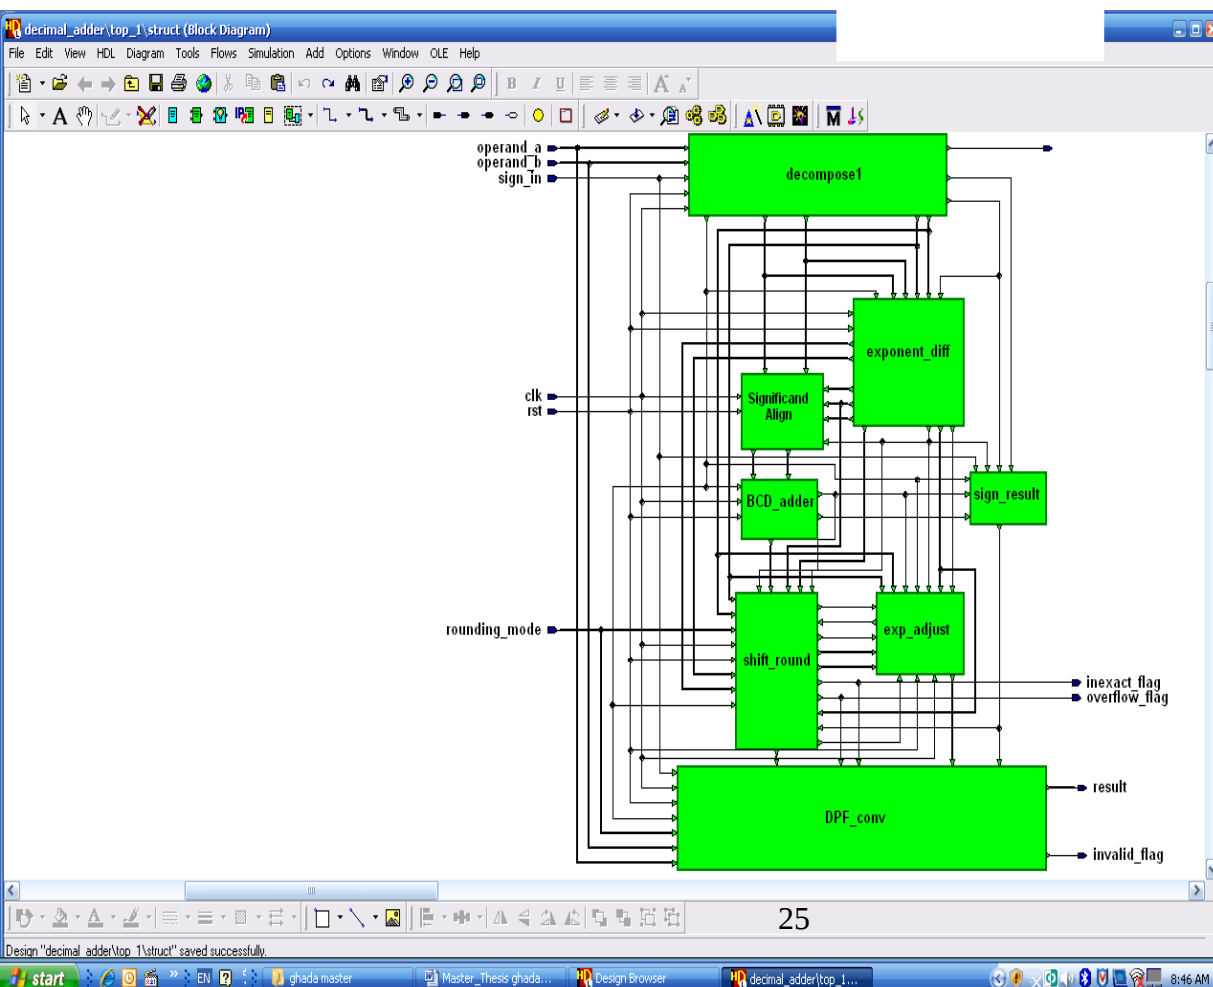 decimal_adder\top_1\struct (Block Diagram)
File Edit View HDL Diagram Tools Flows Simulation Add Options Window OLE Help
B I U A A
A IP M
operand_a
operand_b
sign_in
decompose1
exponent_diff
clk
rst
Significand
Align
BCD_adder
sign_result
rounding_mode
shift_round
exp_adjust
inexact_flag
overflow_flag
DPF_conv
result
invalid_flag
A
25
Design "decimal_adder\top_1\struct" saved successfully.
start EN ghada master Master_Thesis ghada... Design Browser decimal_adder\top_1... 8:46 AM